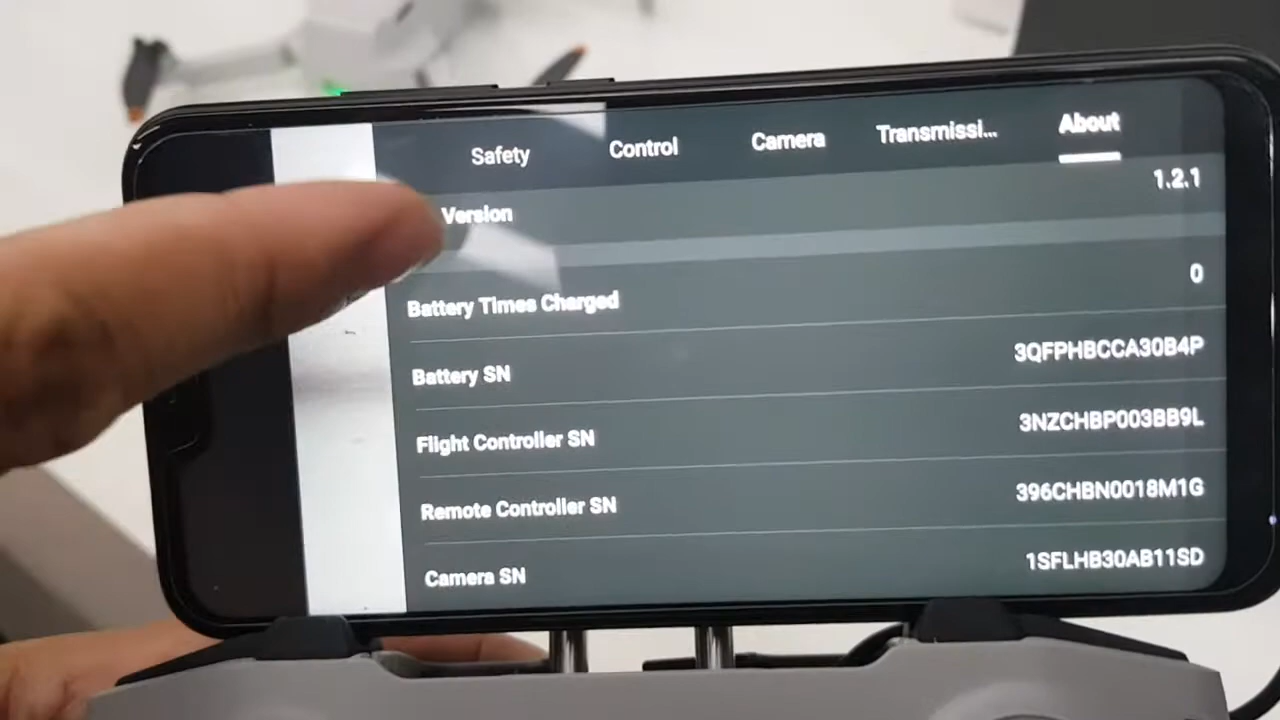 Safety Control Camera Transmissi... About
Version 1.2.1
Battery Times Charged 0
Battery SN 3QFPHBCCA30B4P
Flight Controller SN 3NZCHBP003BB9L
Remote Controller SN 396CHBN0018M1G
Camera SN 1SFLHB30AB11SD